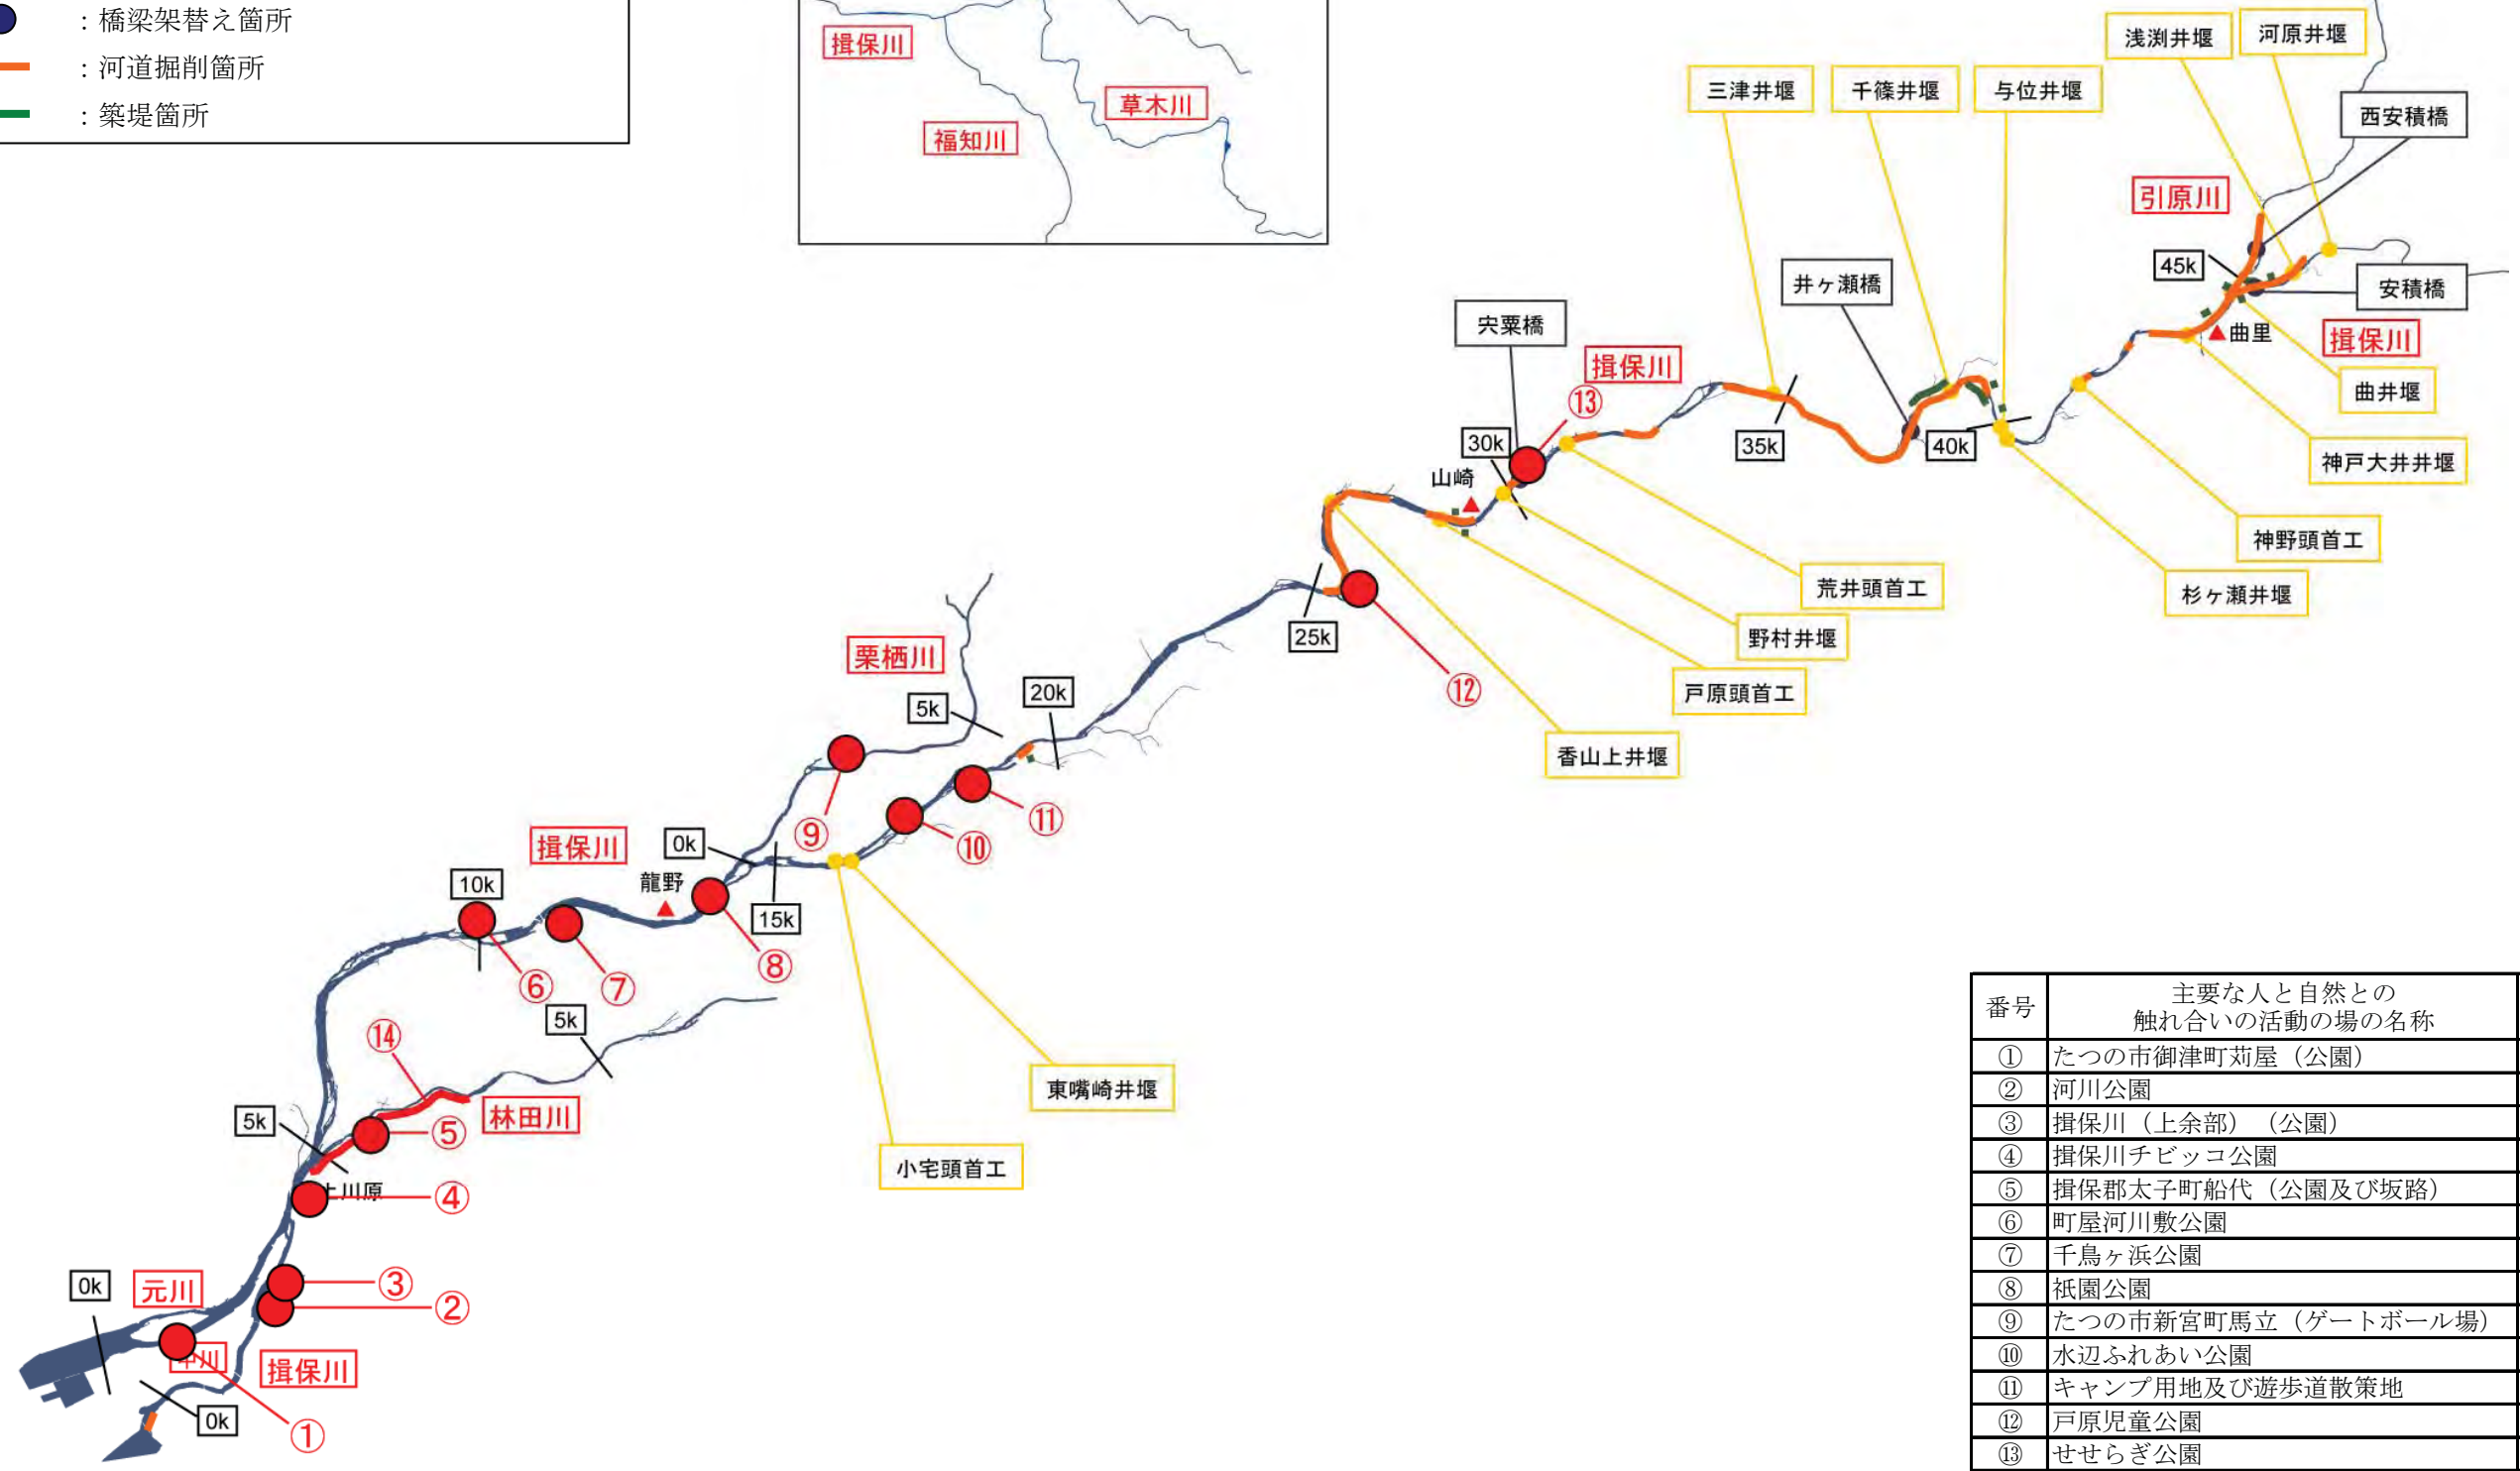 ：橋梁架替え箇所
：河道掘削箇所
：築堤箇所
揖保川
福知川
草木川
浅渕井堰
河原井堰
三津井堰
千篠井堰
与位井堰
西安積橋
引原川
45k
安積橋
井ヶ瀬橋
宍粟橋
揖保川
曲里
揖保川
⑬
曲井堰
30k
35k
40k
神戸大井井堰
山崎
神野頭首工
荒井頭首工
杉ヶ瀬井堰
25k
野村井堰
栗栖川
⑫
戸原頭首工
5k
20k
香山上井堰
⑪
⑨
⑩
揖保川
0k
龍野
10k
15k
⑧
⑥
⑦
5k
⑭
東嘴崎井堰
林田川
5k
⑤
小宅頭首工
上川原
④
0k
元川
③
②
中川
揖保川
0k
①
番号
主要な人と自然との
触れ合いの活動の場の名称
① たつの市御津町苅屋（公園）
② 河川公園
③ 揖保川（上余部）（公園）
④ 揖保川チビッコ公園
⑤ 揖保郡太子町船代（公園及び坂路）
⑥ 町屋河川敷公園
⑦ 千鳥ヶ浜公園
⑧ 祇園公園
⑨ たつの市新宮町馬立（ゲートボール場）
⑩ 水辺ふれあい公園
⑪ キャンプ用地及び遊歩道散策地
⑫ 戸原児童公園
⑬ せせらぎ公園